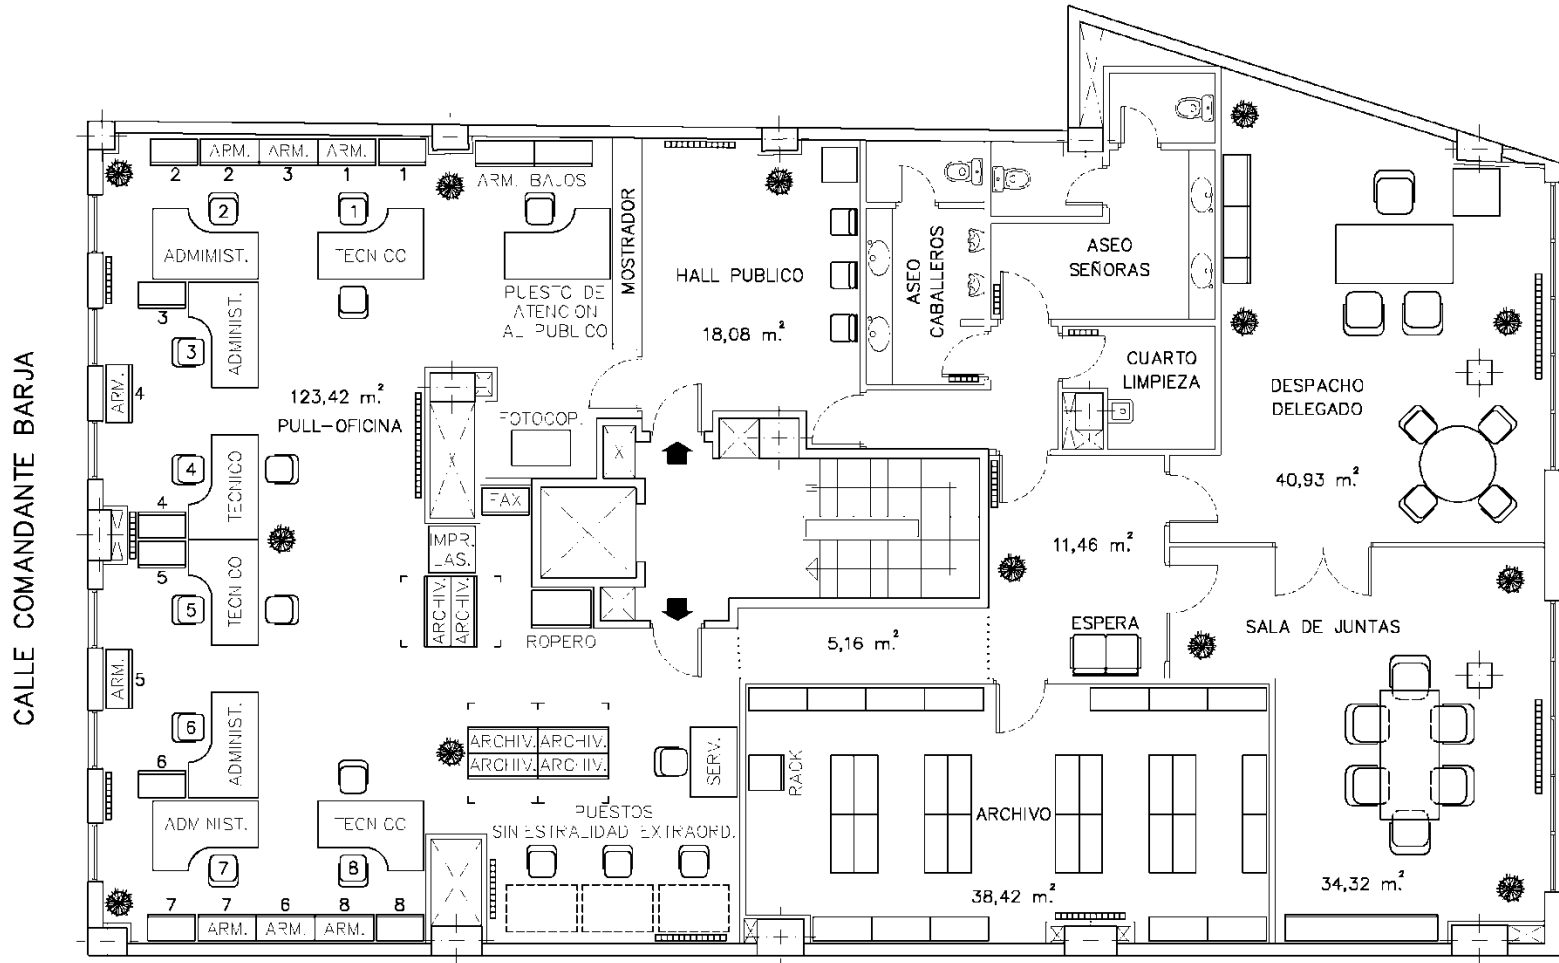 CALLE COMANDANTE BARJA
ARM.
ARM.
ARM.
2
2
3
1
1
ARM. BAJOS
2
1
ADMINIST.
TECNICO
PUESTO DE
ATENCION
AL PUBLICO
MOSTRADOR
HALL PUBLICO
18,08 m.²
ASEO
CABALLEROS
ASEO
SEÑORAS
CUARTO
LIMPIEZA
DESPACHO
DELEGADO
40,93 m.²
3
3
ADMINIST.
ARM.
4
123,42 m.²
PULL-OFICINA
FOTOCOP.
X
X
FAX
IMPR.
LAS.
4
TECNICO
4
5
5
TECNICO
ARCHIV.
ARCHIV.
ROPERO
11,46 m.²
5,16 m.²
ESPERA
SALA DE JUNTAS
ARM.
5
6
ADMINIST.
6
ARCHIV.
ARCHIV.
ARCHIV.
ARCHIV.
SERV.
RACK
ARCHIVO
38,42 m.²
34,32 m.²
ADMINIST.
TECNICO
7
8
PUESTOS
SINIESTRALIDAD EXTRAORD.
7
7
6
8
8
ARM.
ARM.
ARM.